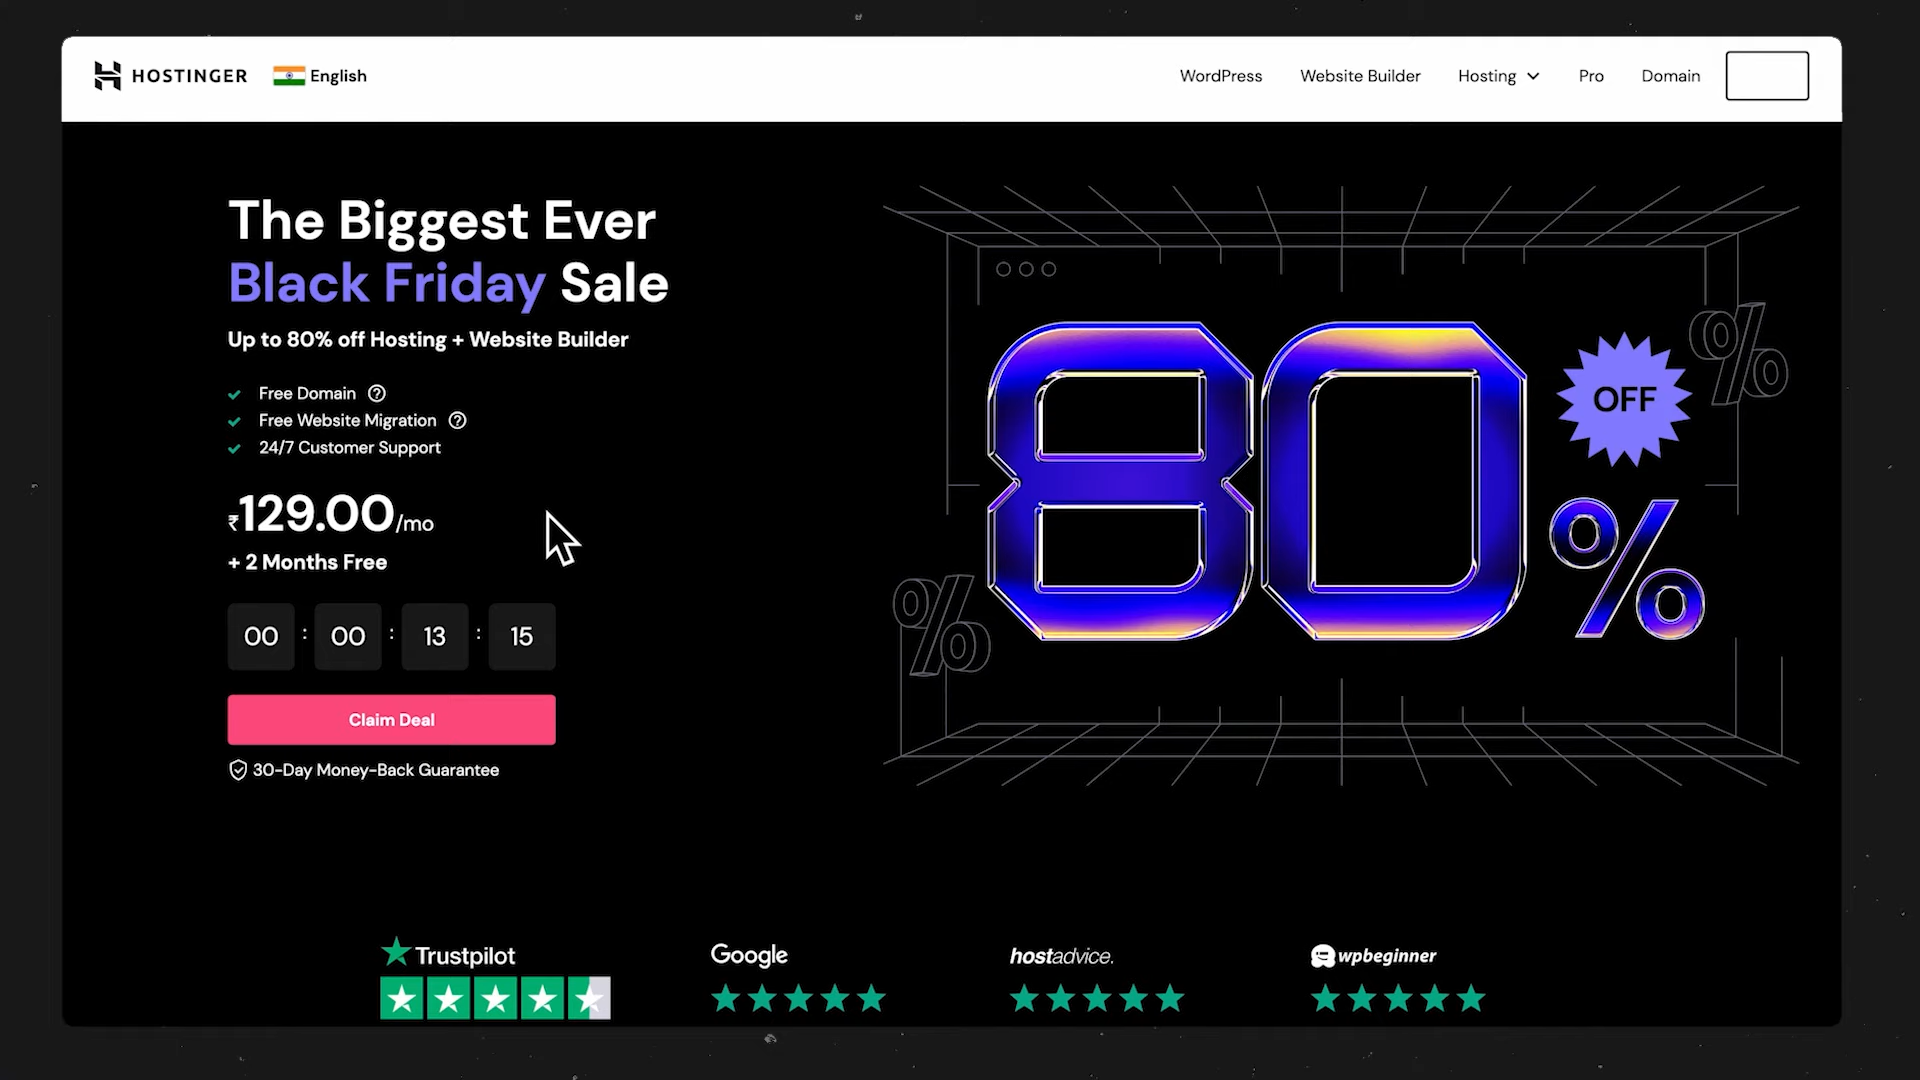 HOSTINGER
English
WordPress
Website Builder
Hosting
Pro
Domain
The Biggest Ever
Black Friday Sale
Up to 80% off Hosting + Website Builder
Free Domain
Free Website Migration
24/7 Customer Support
₹129.00/mo
+ 2 Months Free
00 : 00 : 13 : 15
Claim Deal
30-Day Money-Back Guarantee
80%
OFF
%
%
Trustpilot
Google
hostadvice.
wpbeginner